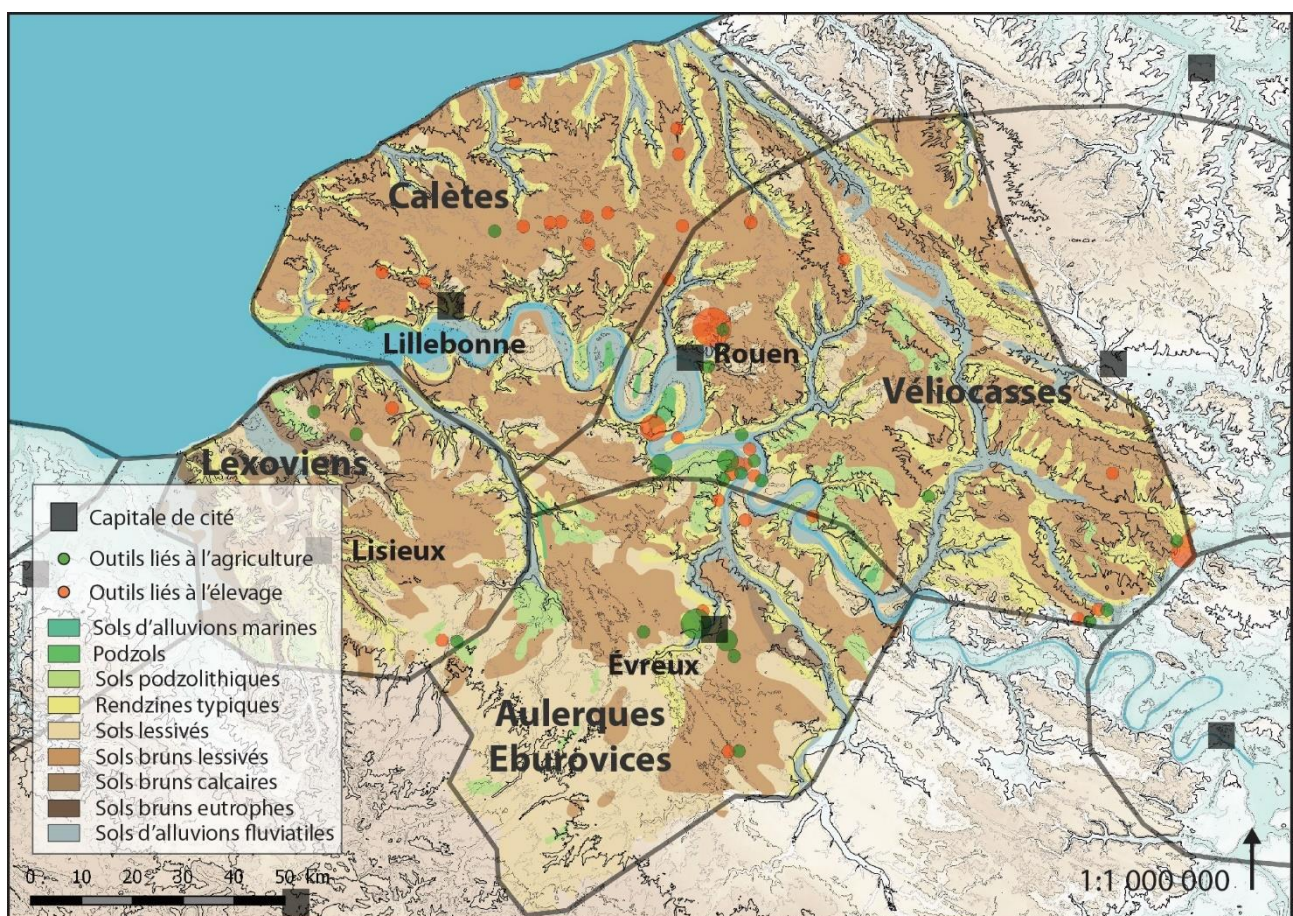 Calètes
Lillebonne
Rouen
Véliocasses
Lexoviens
Lisieux
Évreux
Aulerques
Eburovices
Capitale de cité
Outils liés à l'agriculture
Outils liés à l'élevage
Sols d'alluvions marines
Podzols
Sols podzolithiques
Rendzines typiques
Sols lessivés
Sols bruns lessivés
Sols bruns calcaires
Sols bruns eutrophes
Sols d'alluvions fluviatiles
0 10 20 30 40 50 km
1:1 000 000